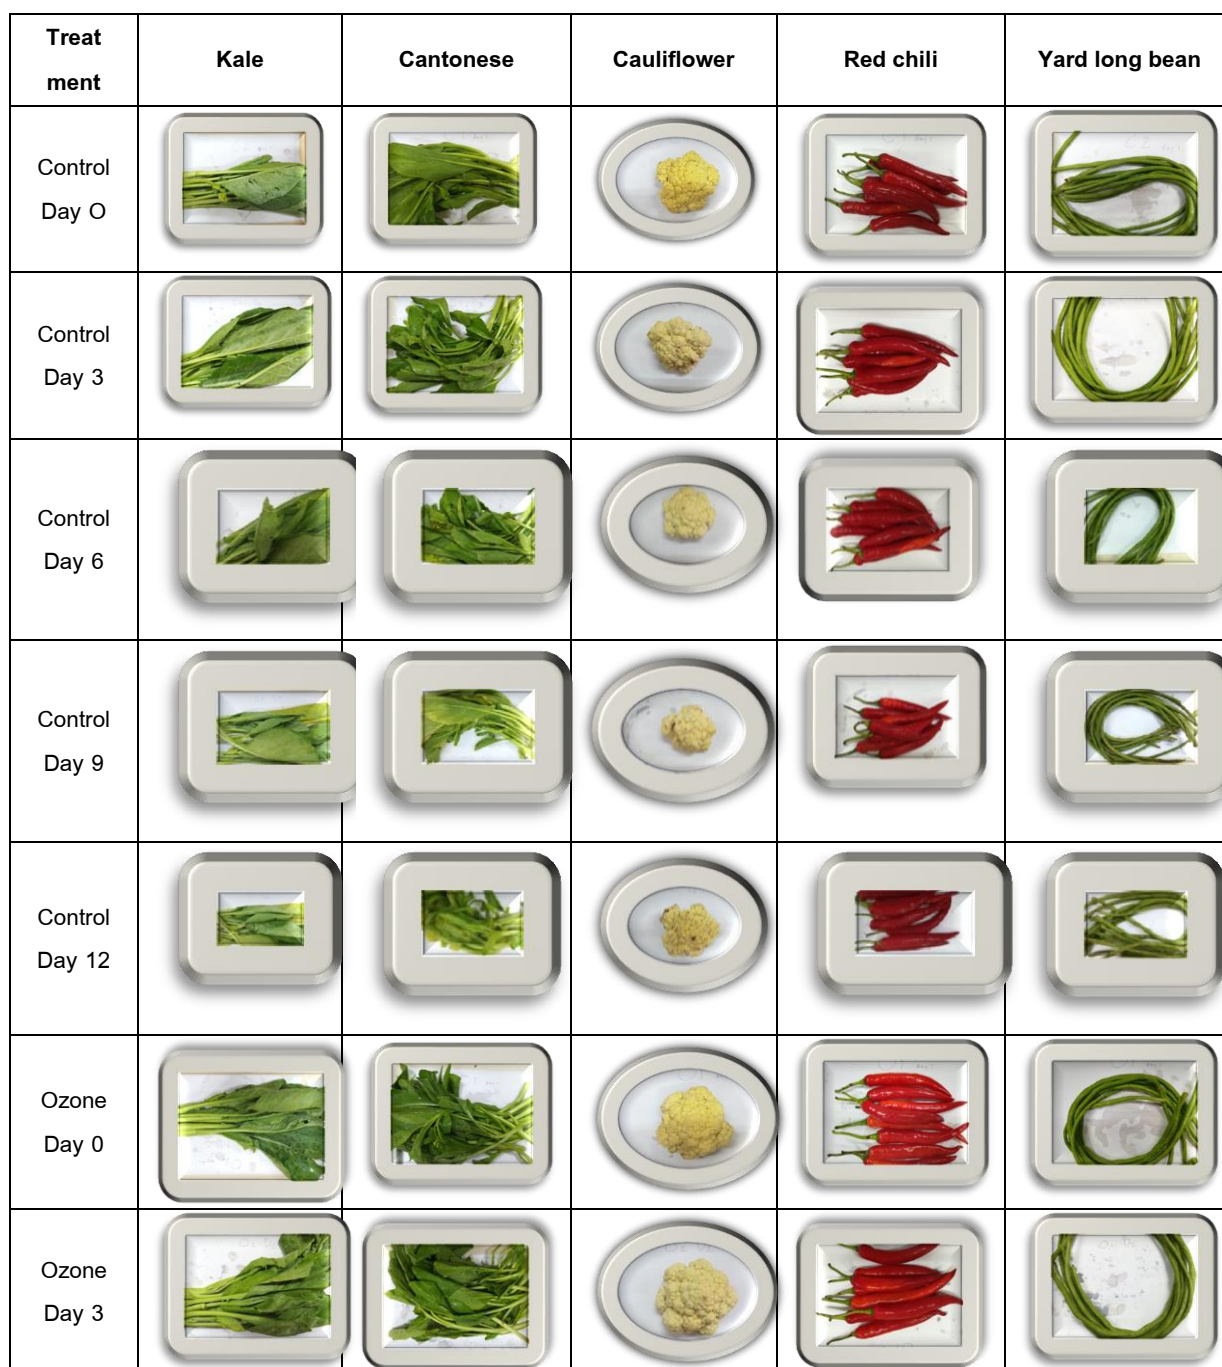 Treat
ment
Kale
Cantonese
Cauliflower
Red chili
Yard long bean
Control
Day O
Control
Day 3
Control
Day 6
Control
Day 9
Control
Day 12
Ozone
Day 0
Ozone
Day 3